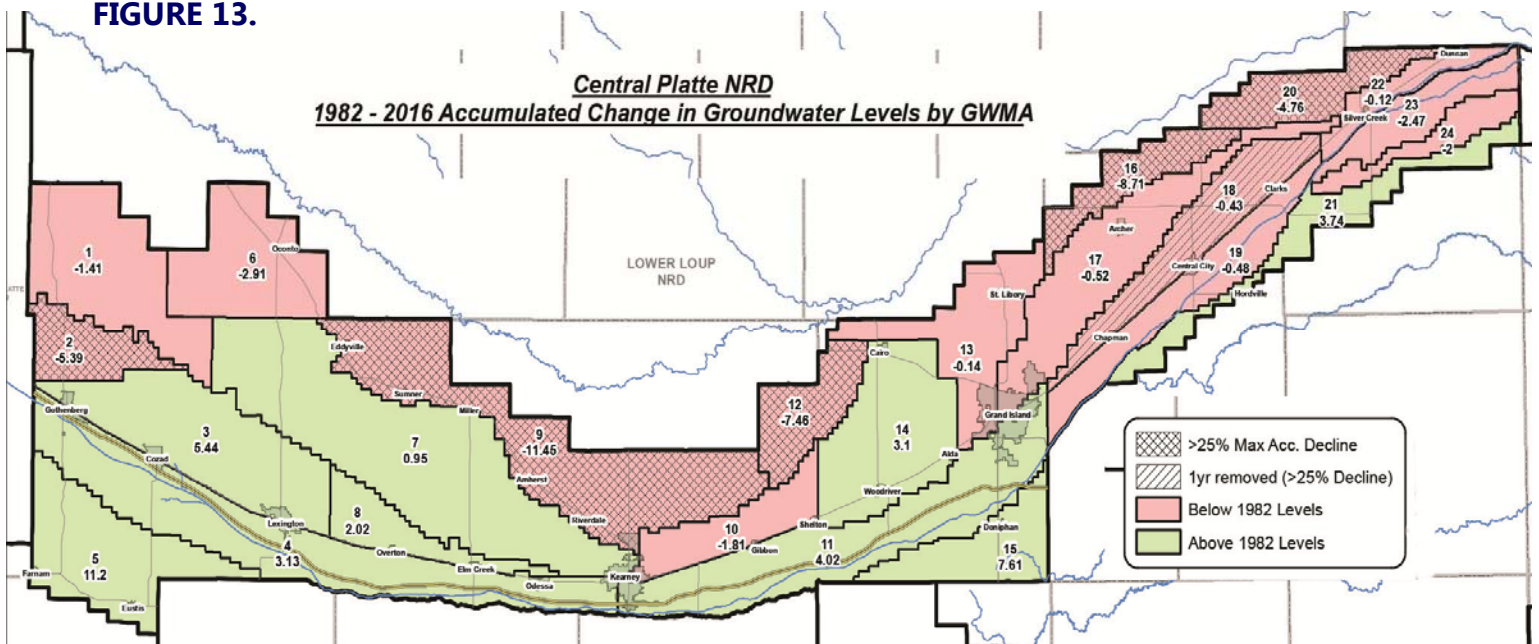 FIGURE 13.
Central Platte NRD
1982 - 2016 Accumulated Change in Groundwater Levels by GWMA
Duncan
22
-0.12
20
-4.76
23
-2.47
Silver Creek
24
-2
16
-8.71
18
-0.43
Clarks
21
3.74
Archer
17
-0.52
Central City
19
-0.48
Hordville
1
-1.41
6
-2.91
Oconto
LOWER LOUP
NRD
ATTE
St. Libory
Chapman
2
-5.39
Eddyville
13
-0.14
Cairo
Sumner
Miller
12
-7.46
Grand Island
Gothenberg
3
5.44
7
0.95
9
-11.45
14
3.1
Cozad
Alda
Amherst
Woodriver
8
2.02
Riverdale
Shelton
Lexington
4
3.13
10
-1.81
Gibbon
11
4.02
Doniphan
15
7.61
Overton
Elm Creek
Odessa
Kearney
5
11.2
Farnam
Eustis
>25% Max Acc. Decline
1yr removed (>25% Decline)
Below 1982 Levels
Above 1982 Levels